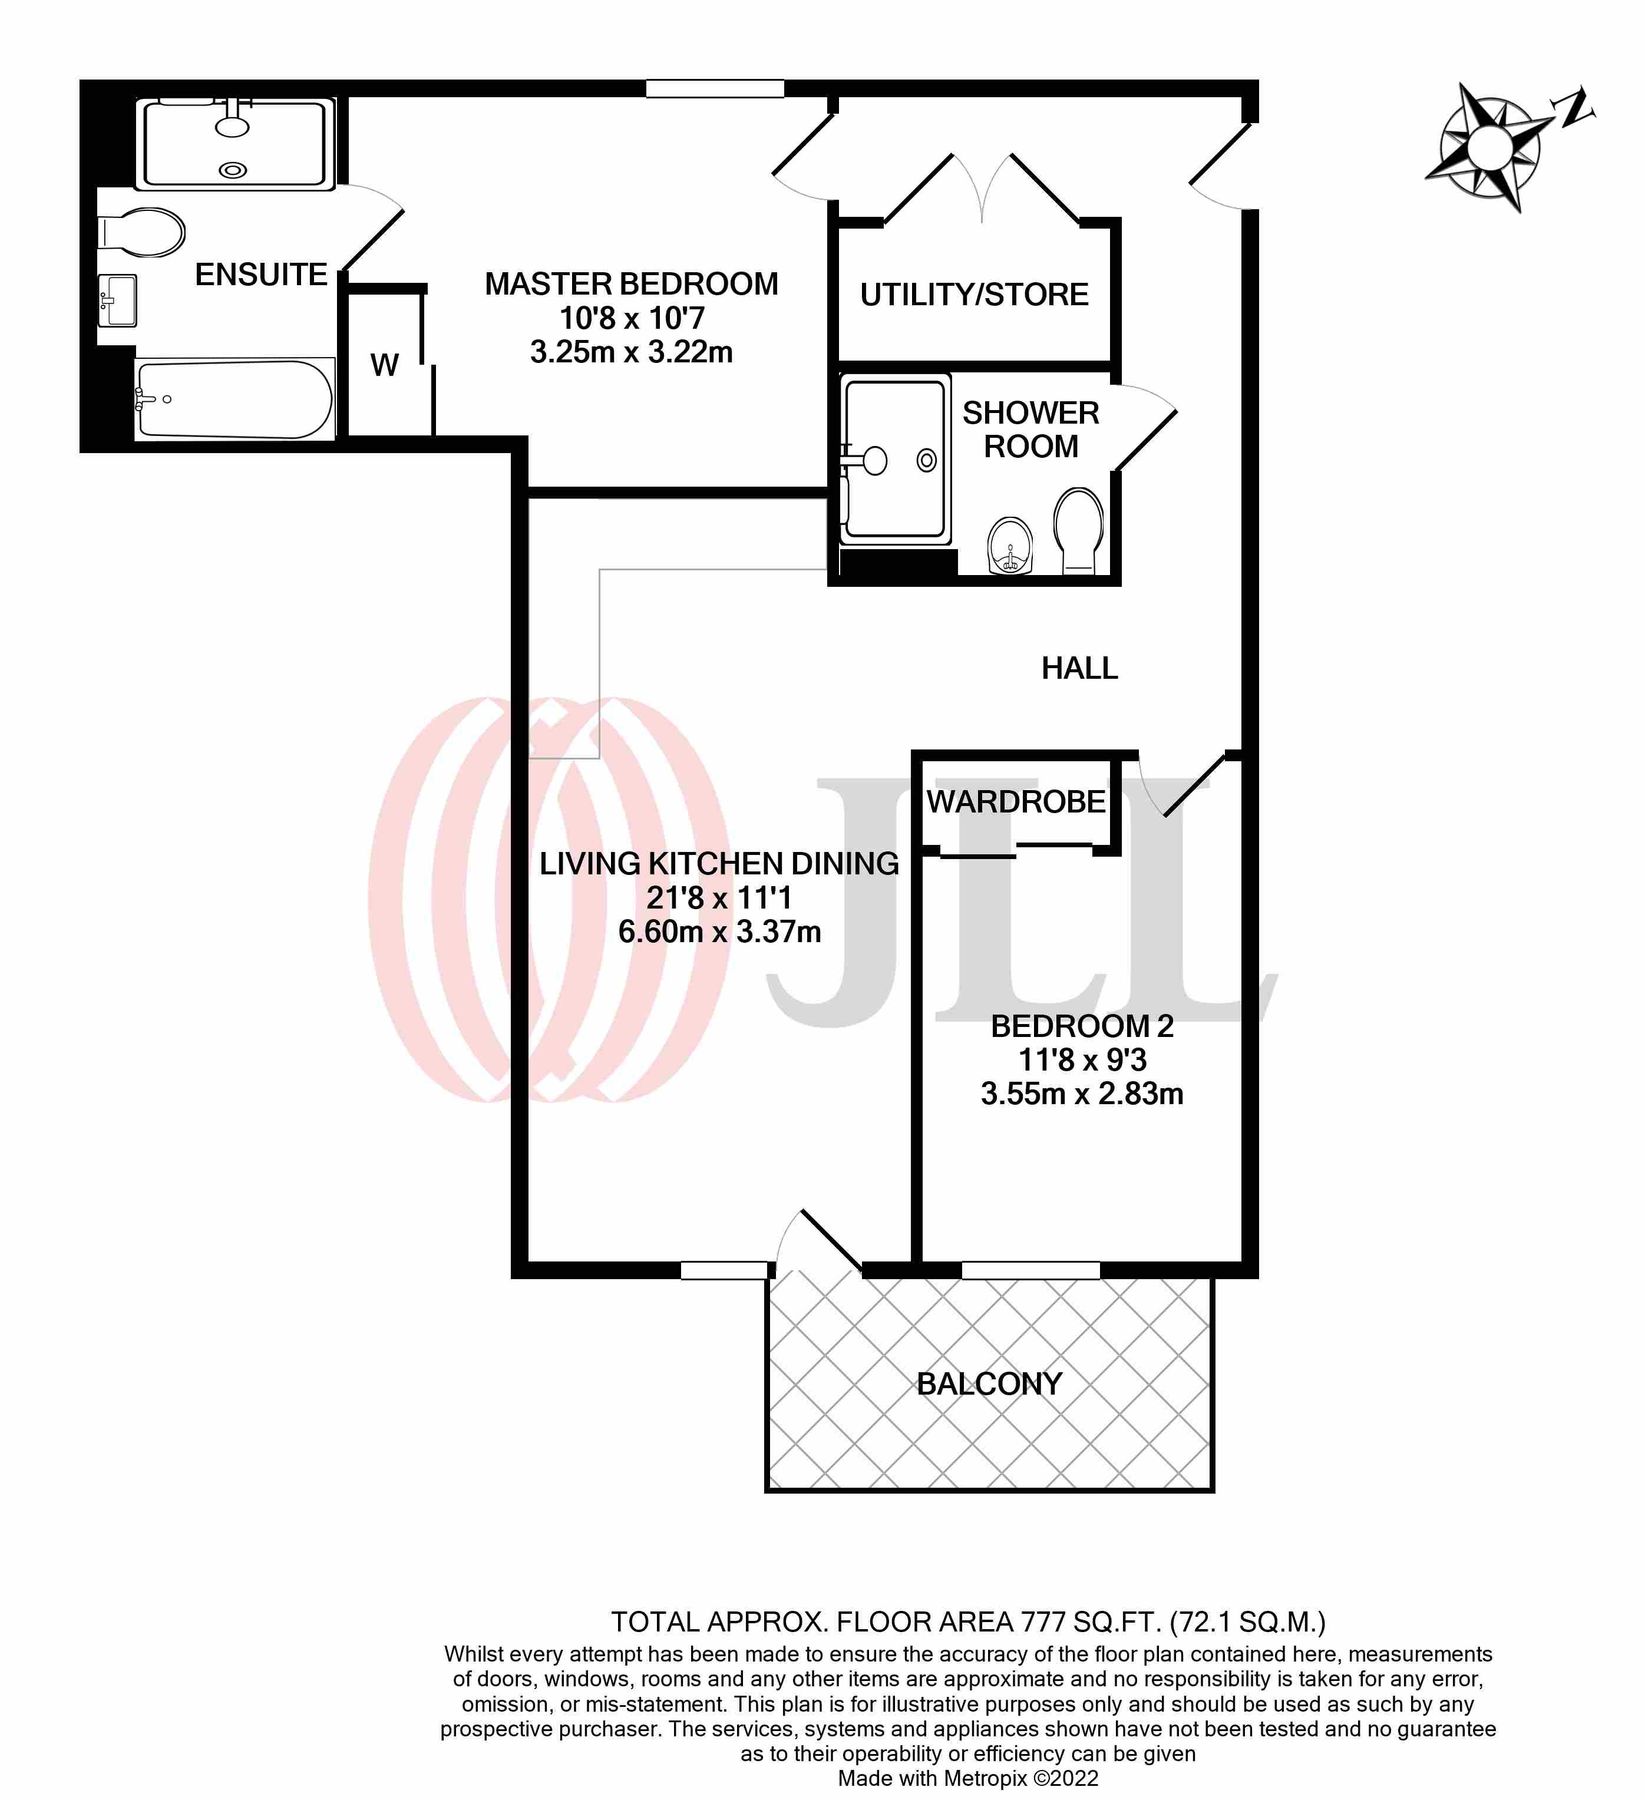 N
ENSUITE
MASTER BEDROOM
10'8 x 10'7
3.25m x 3.22m
UTILITY/STORE
W
SHOWER
ROOM
HALL
WARDROBE
LIVING KITCHEN DINING
21'8 x 11'1
6.60m x 3.37m
JLL
BEDROOM 2
11'8 x 9'3
3.55m x 2.83m
BALCONY
TOTAL APPROX. FLOOR AREA 777 SQ.FT. (72.1 SQ.M.)
Whilst every attempt has been made to ensure the accuracy of the floor plan contained here, measurements
of doors, windows, rooms and any other items are approximate and no responsibility is taken for any error,
omission, or mis-statement. This plan is for illustrative purposes only and should be used as such by any
prospective purchaser. The services, systems and appliances shown have not been tested and no guarantee
as to their operability or efficiency can be given
Made with Metropix ©2022